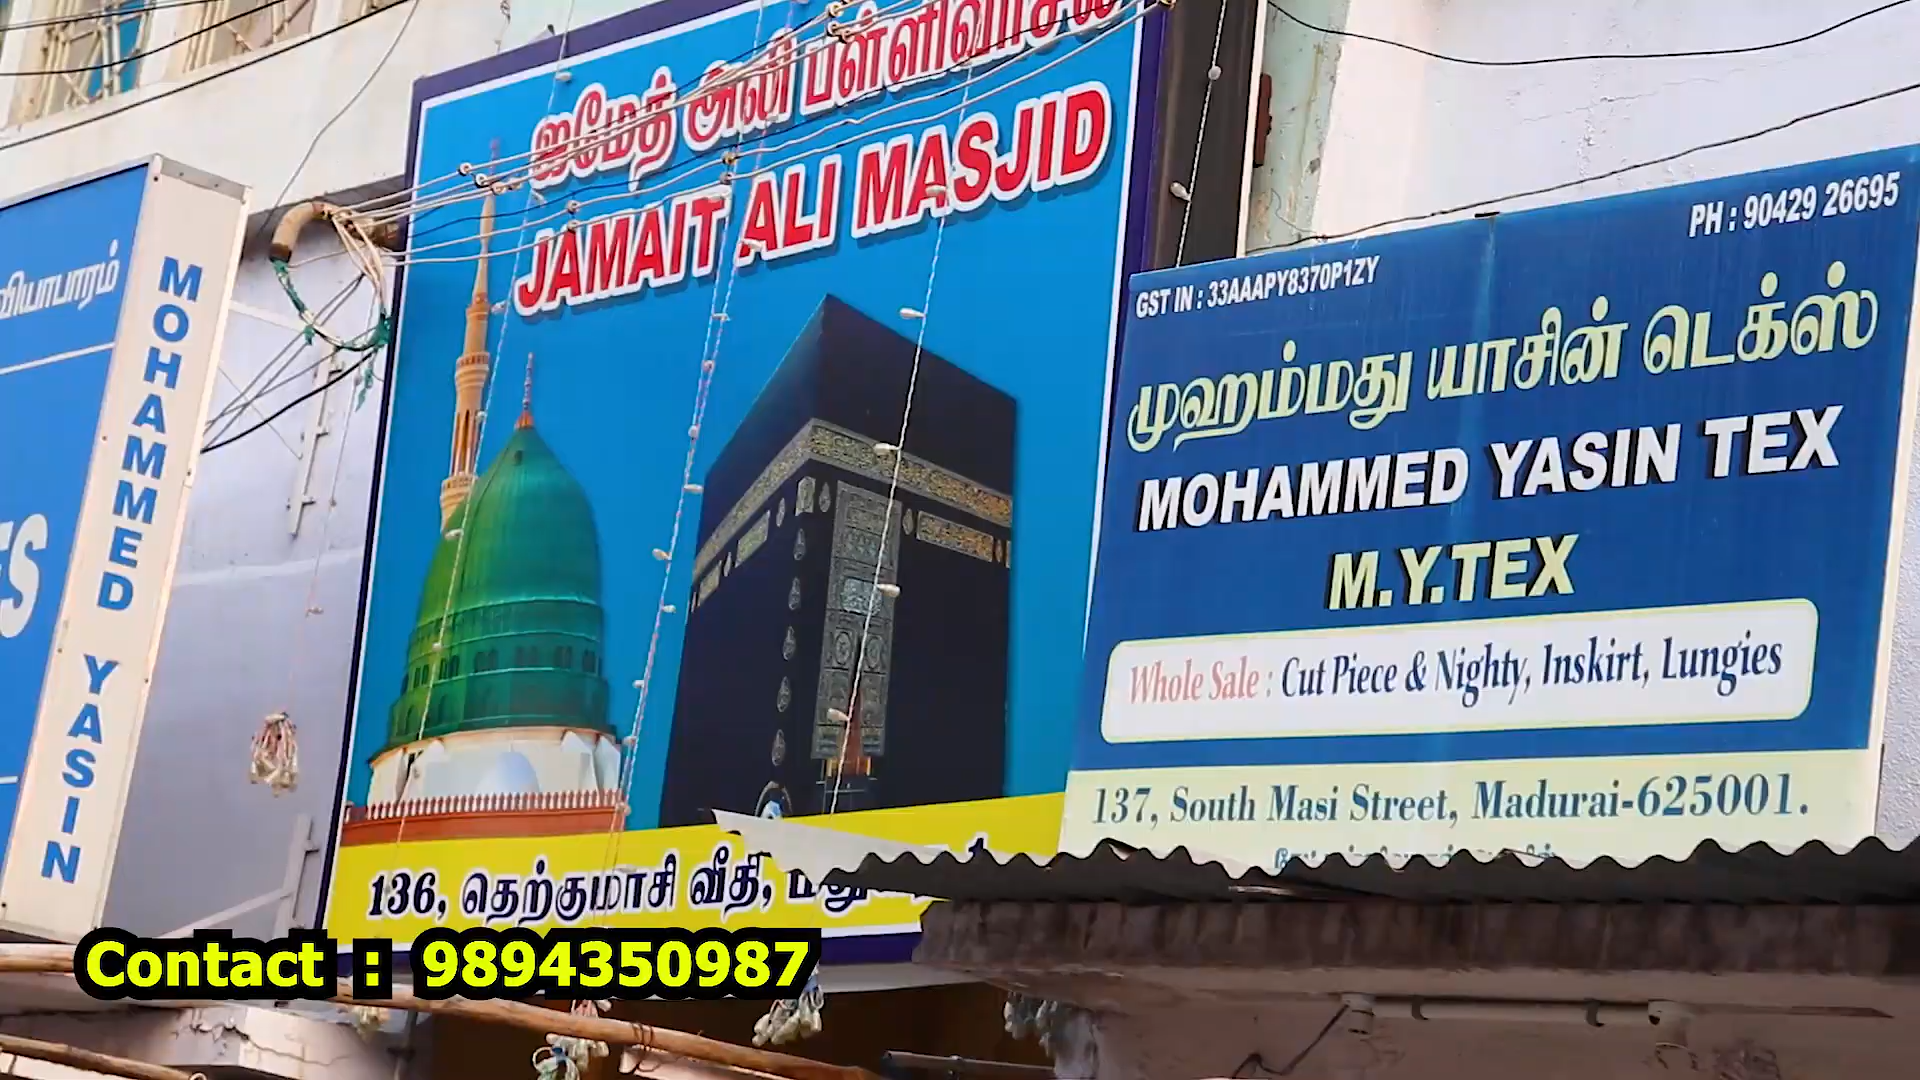 வியாபாரம்
ES
MOHAMMED YASIN
ஜமேத் அலி பள்ளிவாசல்
JAMAIT ALI MASJID
136, தெற்குமாசி வீதி,
PH : 90429 26695
GST IN : 33AAAPY8370P1ZY
முஹம்மது யாசின் டெக்ஸ்
MOHAMMED YASIN TEX
M.Y.TEX
Whole Sale : Cut Piece & Nighty, Inskirt, Lungies
137, South Masi Street, Madurai-625001.
Contact : 9894350987